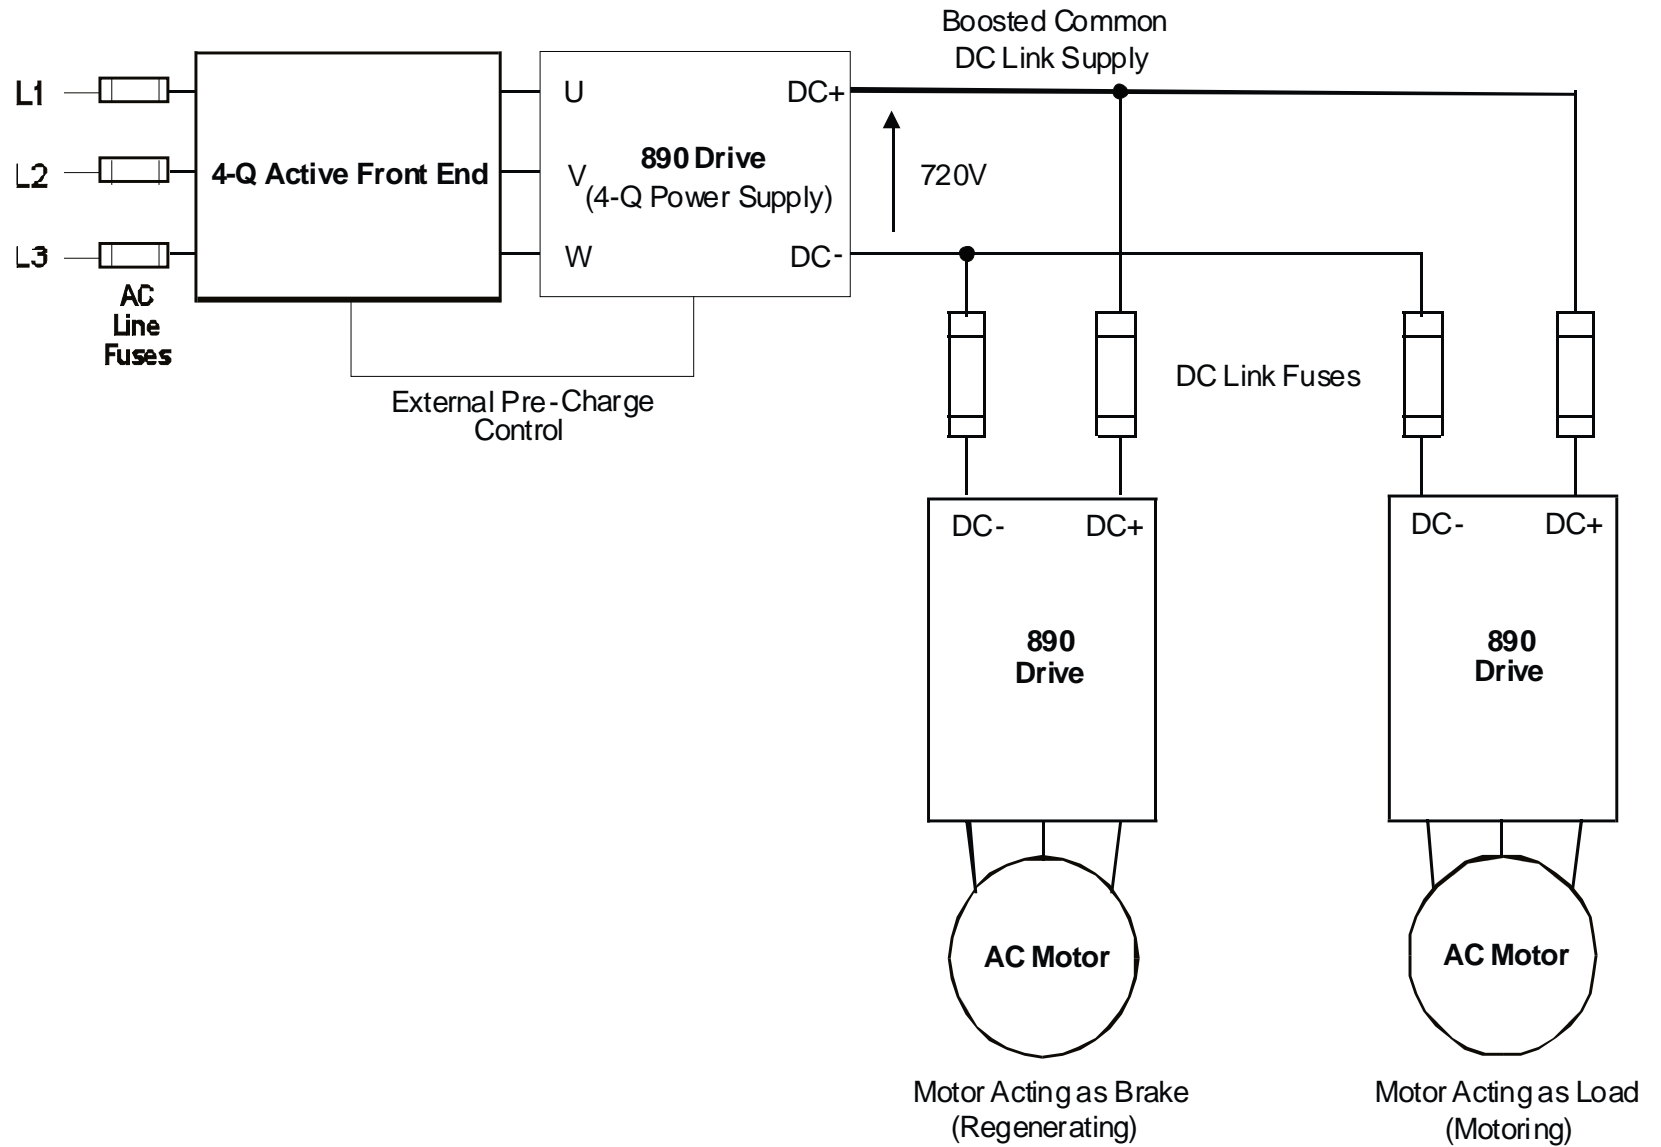 Boosted Common
DC Link Supply
L1
L2
L3
AC
Line
Fuses
4-Q Active Front End
U
V
W
890 Drive
(4-Q Power Supply)
DC+
DC-
720V
External Pre-Charge
Control
DC Link Fuses
DC-
DC+
890
Drive
AC Motor
Motor Acting as Brake
(Regenerating)
DC-
DC+
890
Drive
AC Motor
Motor Acting as Load
(Motoring)